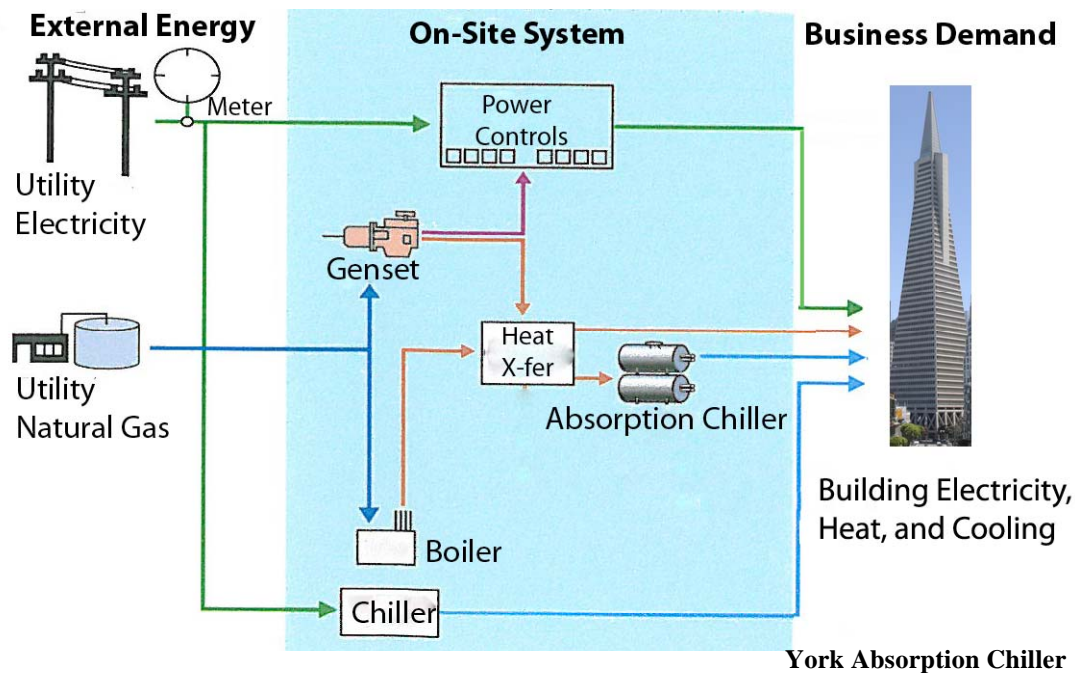 External Energy
On-Site System
Business Demand
Meter
Power
Controls
Utility
Electricity
Genset
Heat
X-fer
Utility
Natural Gas
Absorption Chiller
Building Electricity,
Heat, and Cooling
Boiler
Chiller
York Absorption Chiller